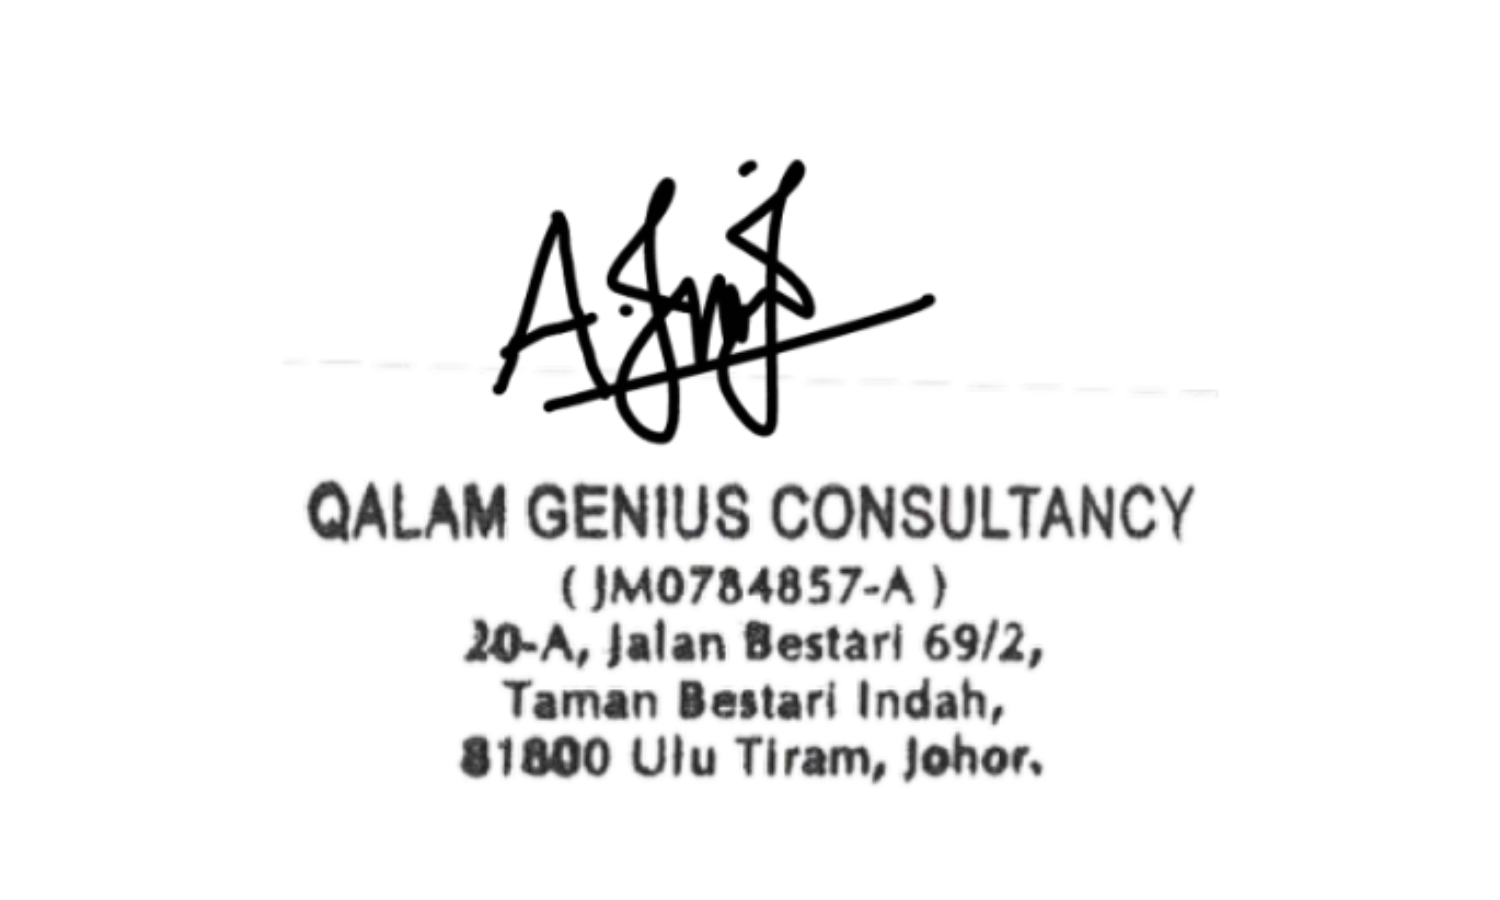 QALAM GENIUS CONSULTANCY
( JM0784857-A )
20-A, Jalan Bestari 69/2,
Taman Bestari Indah,
81800 Ulu Tiram, Johor.